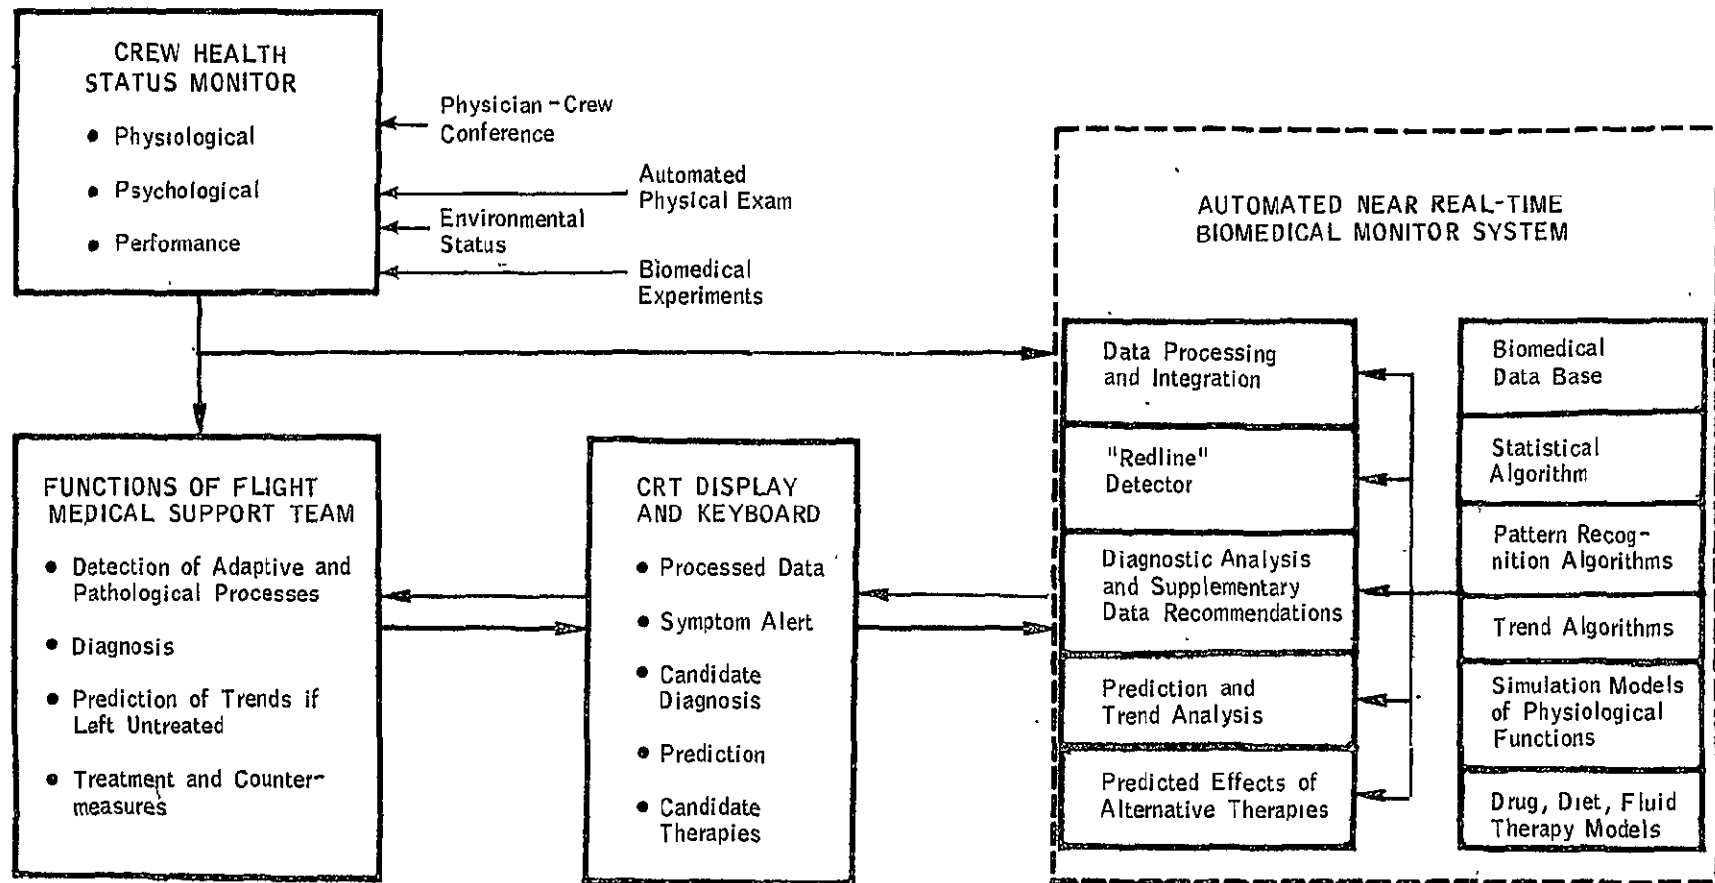 CREW HEALTH
STATUS MONITOR
• Physiological
• Psychological
• Performance
Physician-Crew
Conference
Automated
Physical Exam
Environmental
Status
Biomedical
Experiments
AUTOMATED NEAR REAL-TIME
BIOMEDICAL MONITOR SYSTEM
Data Processing
and Integration
"Redline"
Detector
Diagnostic Analysis
and Supplementary
Data Recommendations
Prediction and
Trend Analysis
Predicted Effects of
Alternative Therapies
Biomedical
Data Base
Statistical
Algorithm
Pattern Recog-
nition Algorithms
Trend Algorithms
Simulation Models
of Physiological
Functions
Drug, Diet, Fluid
Therapy Models
FUNCTIONS OF FLIGHT
MEDICAL SUPPORT TEAM
• Detection of Adaptive and
Pathological Processes
• Diagnosis
• Prediction of Trends if
Left Untreated
• Treatment and Counter-
measures
CRT DISPLAY
AND KEYBOARD
• Processed Data
• Symptom Alert
• Candidate
Diagnosis
• Prediction
• Candidate
Therapies